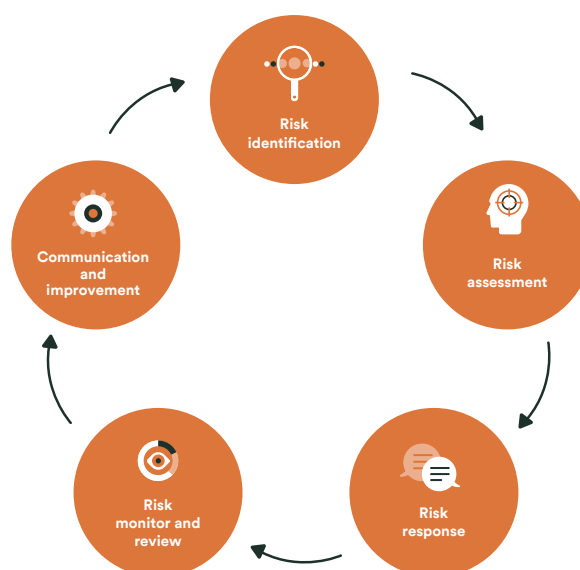 Risk
identification
Risk
assessment
Risk
response
Risk
monitor and
review
Communication
and
improvement